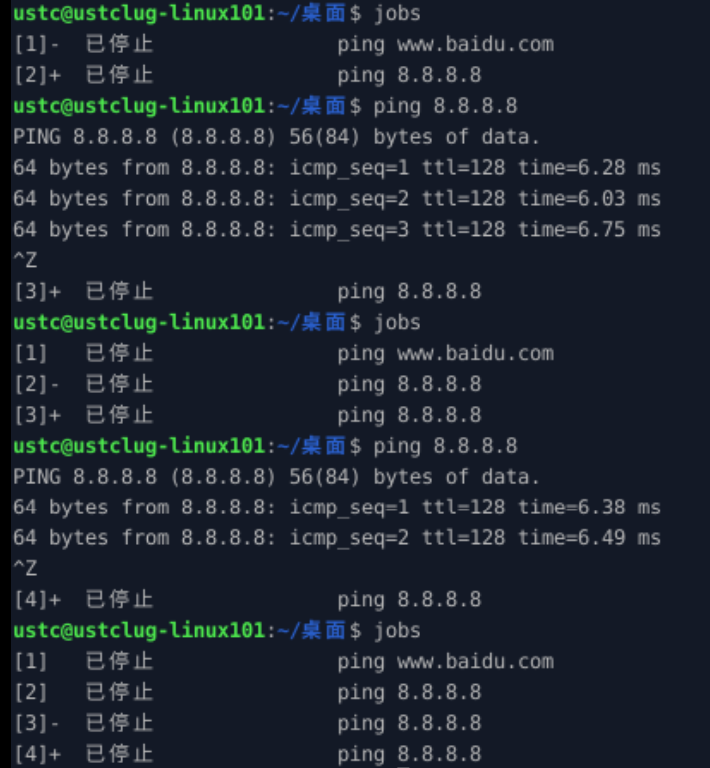 ustc@ustclug-linux101:~/桌面$ jobs
[1]-  已停止               ping www.baidu.com
[2]+  已停止               ping 8.8.8.8
ustc@ustclug-linux101:~/桌面$ ping 8.8.8.8
PING 8.8.8.8 (8.8.8.8) 56(84) bytes of data.
64 bytes from 8.8.8.8: icmp_seq=1 ttl=128 time=6.28 ms
64 bytes from 8.8.8.8: icmp_seq=2 ttl=128 time=6.03 ms
64 bytes from 8.8.8.8: icmp_seq=3 ttl=128 time=6.75 ms
^Z
[3]+  已停止               ping 8.8.8.8
ustc@ustclug-linux101:~/桌面$ jobs
[1]   已停止               ping www.baidu.com
[2]-  已停止               ping 8.8.8.8
[3]+  已停止               ping 8.8.8.8
ustc@ustclug-linux101:~/桌面$ ping 8.8.8.8
PING 8.8.8.8 (8.8.8.8) 56(84) bytes of data.
64 bytes from 8.8.8.8: icmp_seq=1 ttl=128 time=6.38 ms
64 bytes from 8.8.8.8: icmp_seq=2 ttl=128 time=6.49 ms
^Z
[4]+  已停止               ping 8.8.8.8
ustc@ustclug-linux101:~/桌面$ jobs
[1]   已停止               ping www.baidu.com
[2]   已停止               ping 8.8.8.8
[3]-  已停止               ping 8.8.8.8
[4]+  已停止               ping 8.8.8.8